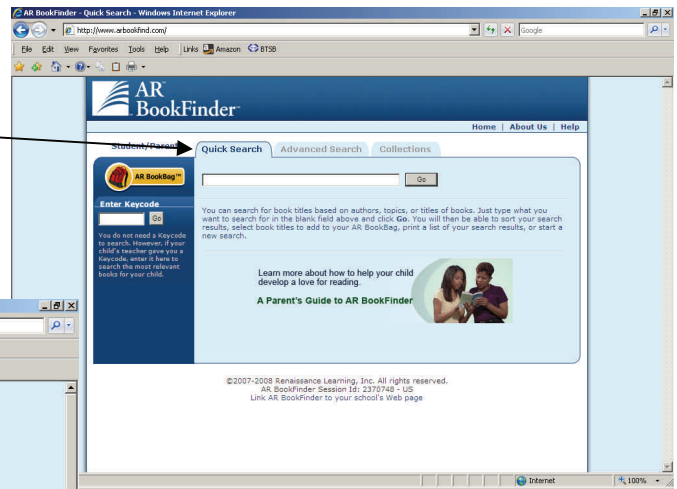 AR BookFinder - Quick Search - Windows Internet Explorer
http://www.arbookfind.com/
Google
File Edit View Favorites Tools Help Links Amazon BTSB
AR
BookFinder
Home | About Us | Help
Student/Parent
Quick Search Advanced Search Collections
AR BookBag™
Go
Enter Keycode
Go
You do not need a Keycode
to search. However, if your
child's teacher gave you a
Keycode, enter it here to
search the most relevant
books for your child.
You can search for book titles based on authors, topics, or titles of books. Just type what you
want to search for in the blank field above and click Go. You will then be able to sort your search
results, select book titles to add to your AR BookBag, print a list of your search results, or start a
new search.
Learn more about how to help your child
develop a love for reading.
A Parent's Guide to AR BookFinder
©2007-2008 Renaissance Learning, Inc. All rights reserved.
AR BookFinder Session Id: 2370748 - US
Link AR BookFinder to your school's Web page
Internet
100%